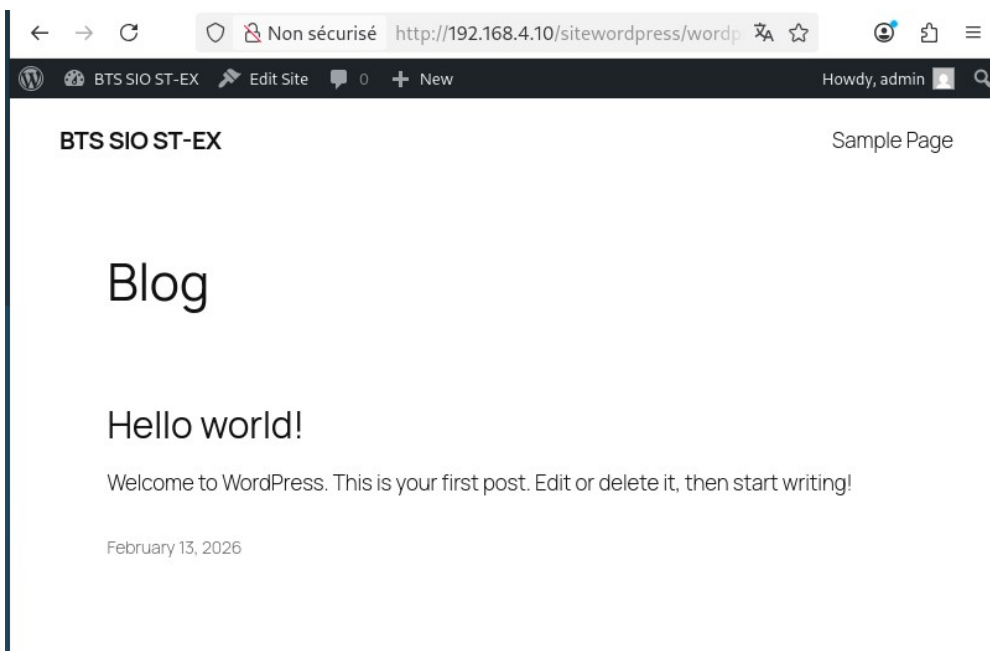 Non sécurisé http://192.168.4.10/sitewordpress/wordp
BTS SIO ST-EX Edit Site 0 + New Howdy, admin
BTS SIO ST-EX Sample Page
Blog
Hello world!
Welcome to WordPress. This is your first post. Edit or delete it, then start writing!
February 13, 2026